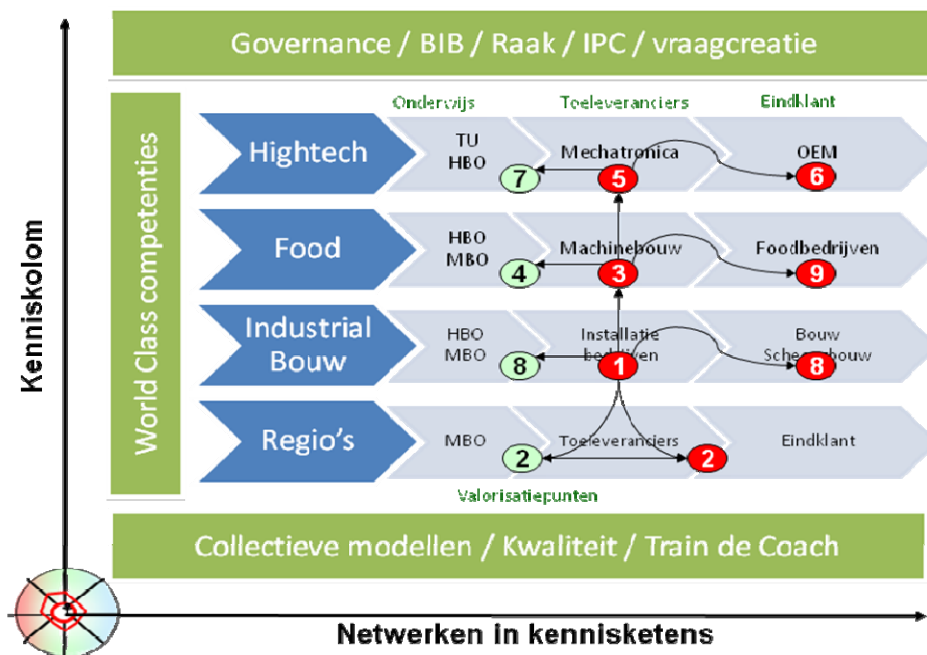 Governance / BIB / Raak / IPC / vraagcreatie
Kenniskolom
World Class competenties
Onderwijs
Toeleveranciers
Eindklant
Hightech
TU
HBO
7
Mechatronica
5
OEM
6
Food
HBO
MBO
4
Machinebouw
3
Foodbedrijven
9
Industrial
Bouw
HBO
MBO
8
Installatie
1
Bouw
8
Regio's
MBO
2
Toeleveranciers
2
Eindklant
Valorisatiepunten
Collectieve modellen / Kwaliteit / Train de Coach
Netwerken in kennisketens